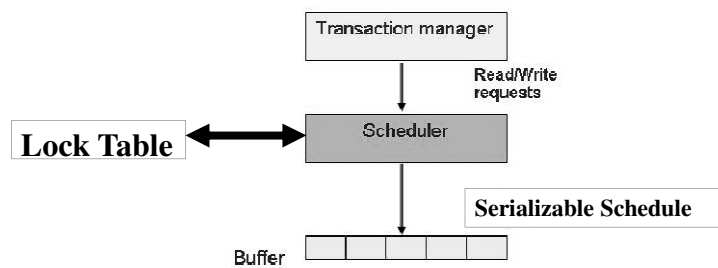 Transaction manager
Read/Write
requests
Lock Table
Scheduler
Serializable Schedule
Buffer